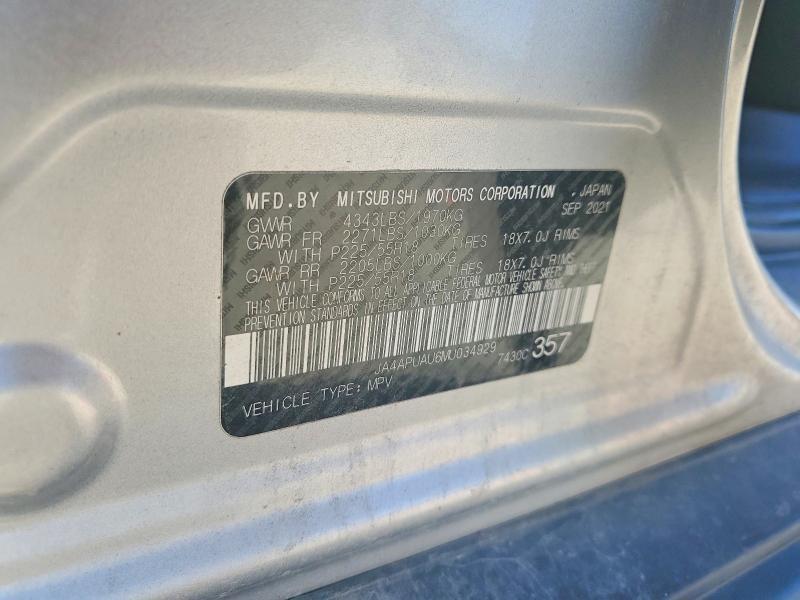 MFD.BY MITSUBISHI MOTORS CORPORATION , JAPAN
SEP 2021
GVWR 4343LBS/1970KG
GAWR FR 2271LBS/1030KG
WITH P225/55R18 TIRES 18X7.0J RIMS
GAWR RR 2205LBS/1000KG
WITH P225/55R18 TIRES 18X7.0J RIMS
THIS VEHICLE CONFORMS TO ALL APPLICABLE FEDERAL MOTOR VEHICLE SAFETY AND THEFT
PREVENTION STANDARDS IN EFFECT ON THE DATE OF MANUFACTURE SHOWN ABOVE.
JA4APUAU6MU034929 7430C 357
VEHICLE TYPE: MPV